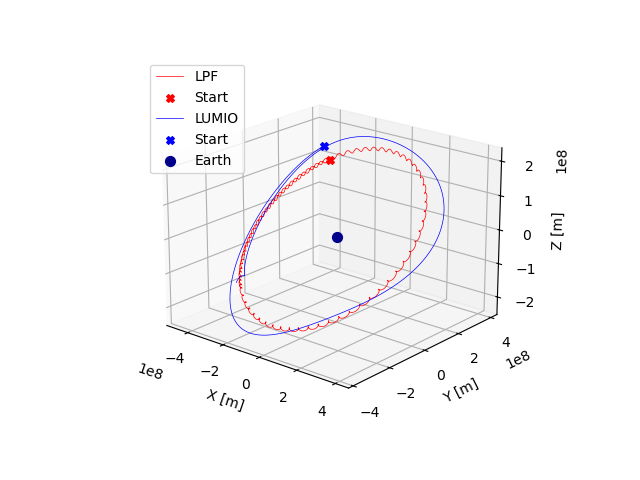 LPF
Start
LUMIO
Start
Earth
1e8
2
1
0
−1
−2
Z [m]
1e8
−4
−2
0
2
4
X [m]
−4
−2
0
2
4
1e8
Y [m]